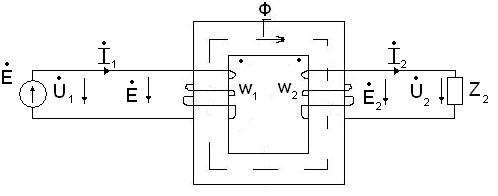 Φ
İ₁ İ₂
Ė U̇₁ Ė w₁ w₂ Ė₂ U̇₂ Z₂